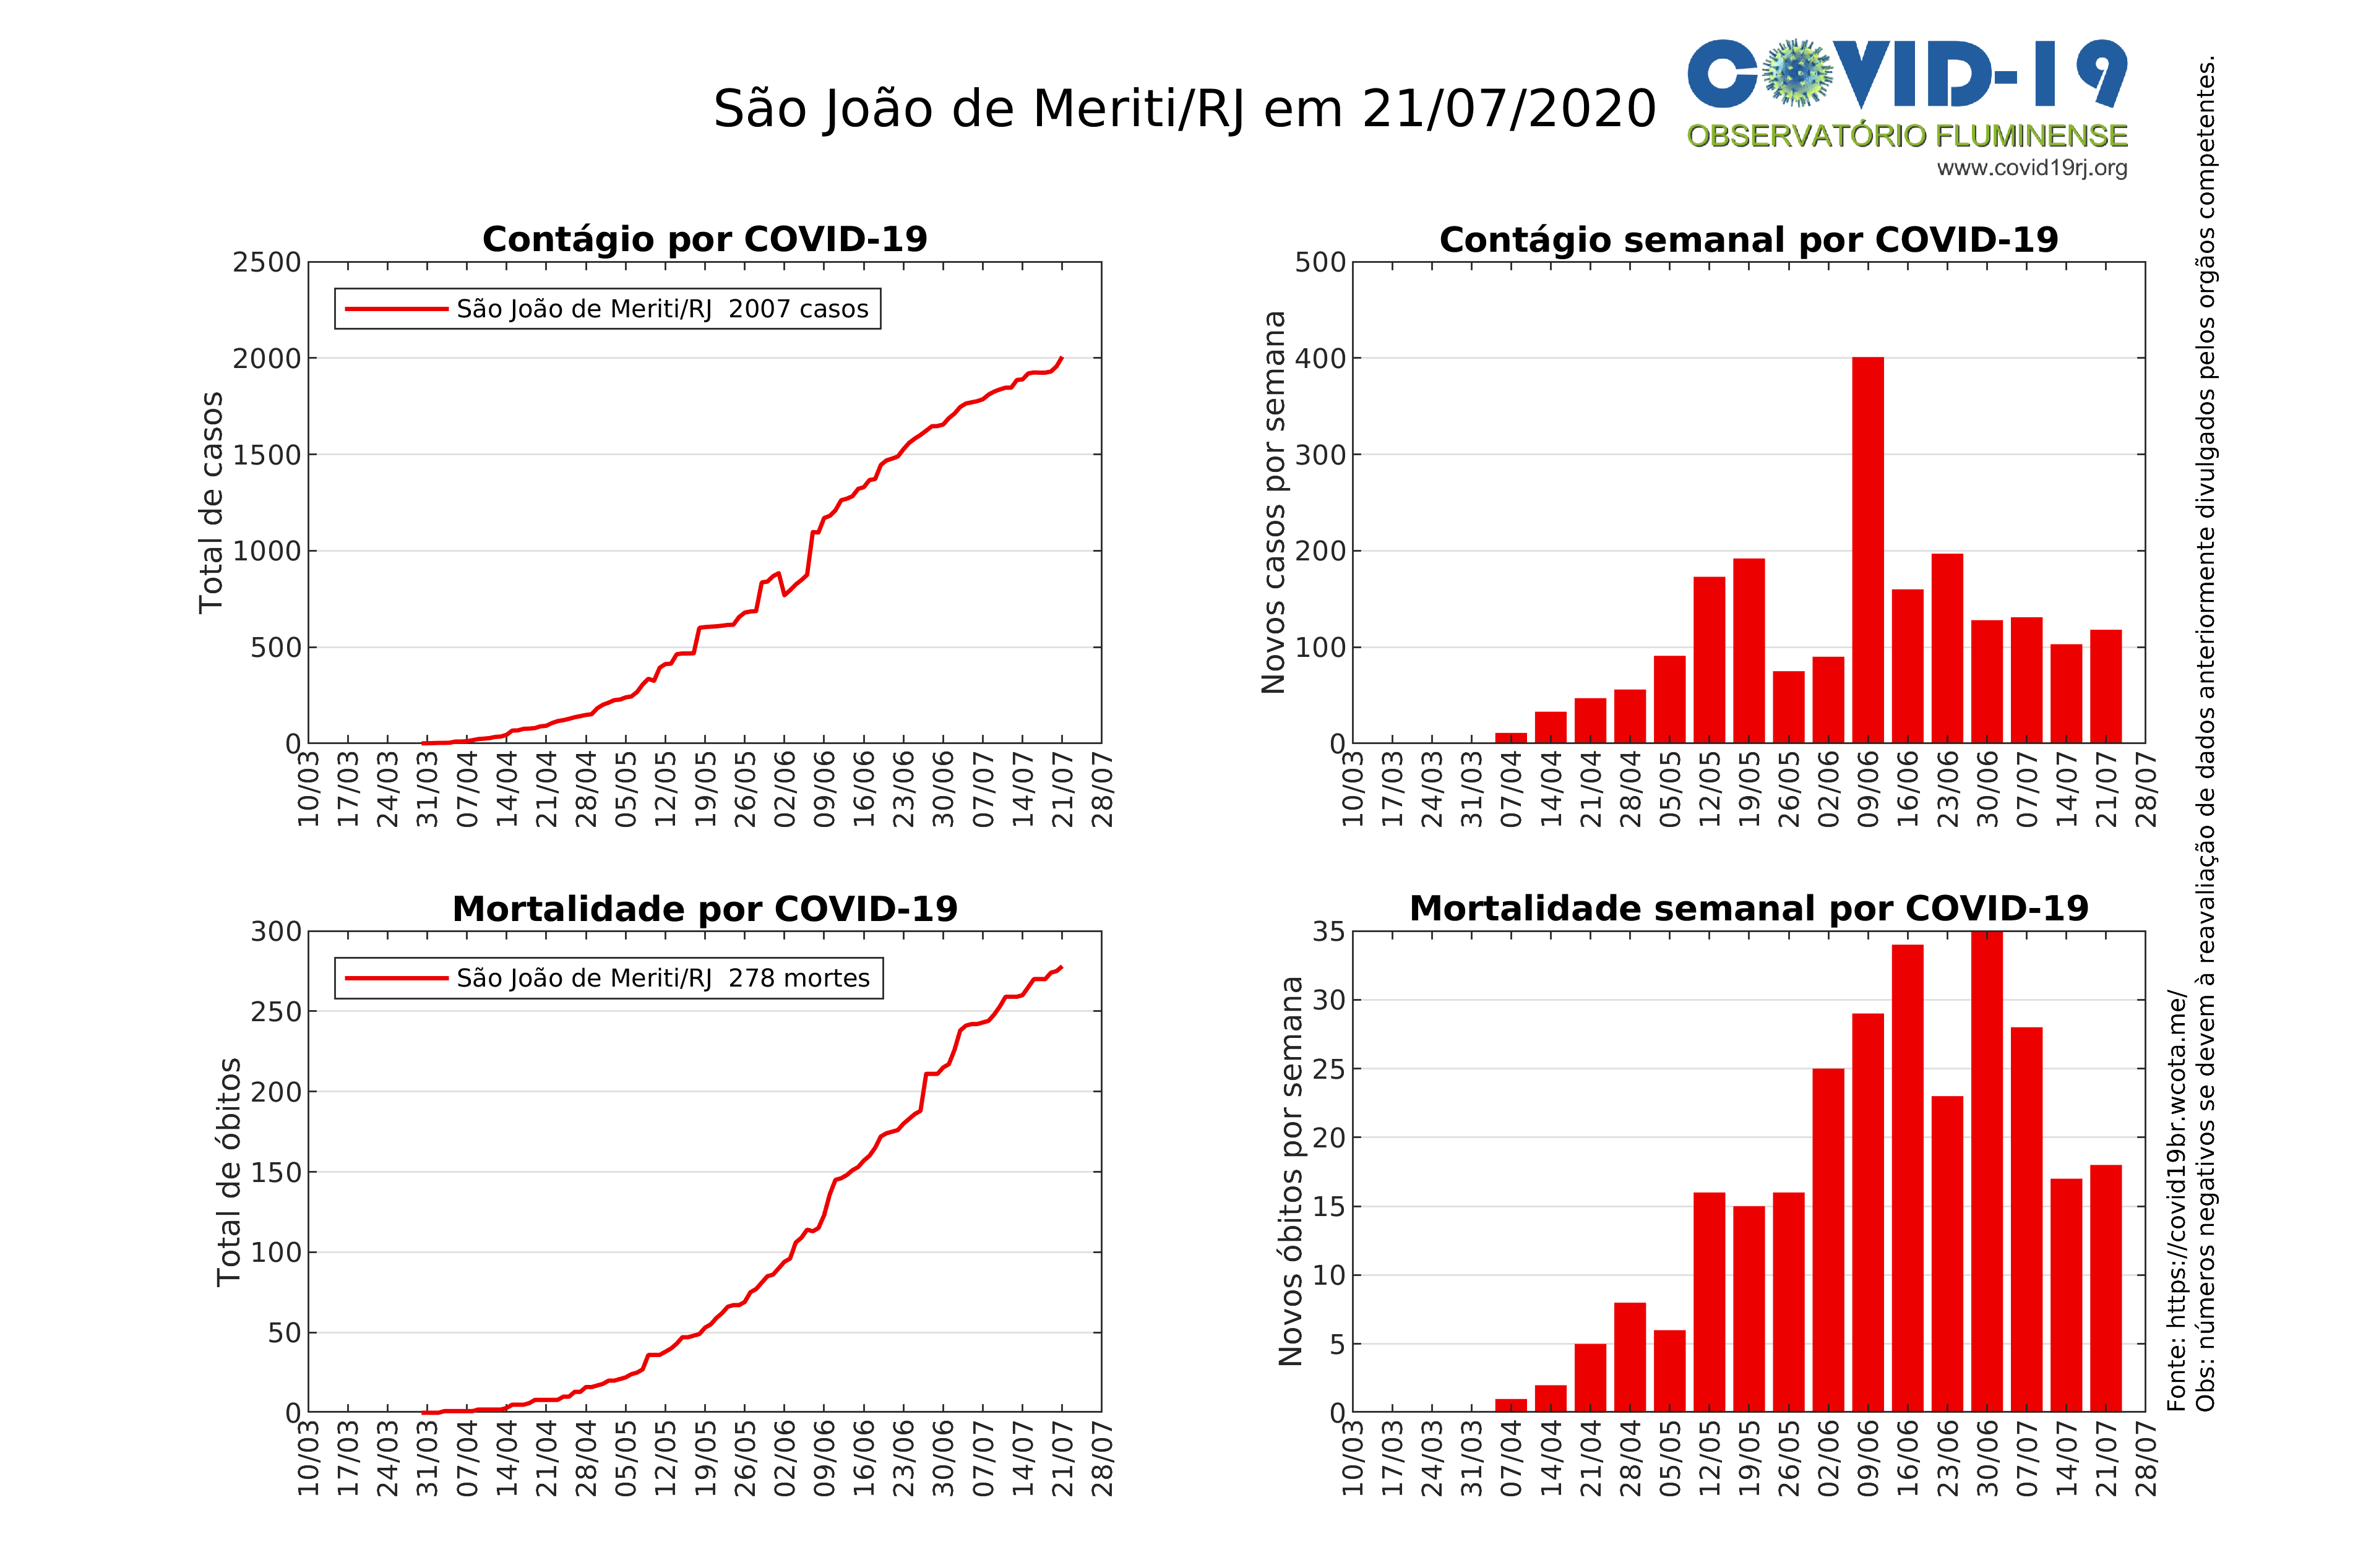 São João de Meriti/RJ em 21/07/2020
COVID-19
OBSERVATÓRIO FLUMINENSE
www.covid19rj.org
Contágio por COVID-19
Total de casos
2500
2000
1500
1000
500
0
São João de Meriti/RJ 2007 casos
10/03 17/03 24/03 31/03 07/04 14/04 21/04 28/04 05/05 12/05 19/05 26/05 02/06 09/06 16/06 23/06 30/06 07/07 14/07 21/07 28/07
Contágio semanal por COVID-19
Novos casos por semana
500
400
300
200
100
0
10/03 17/03 24/03 31/03 07/04 14/04 21/04 28/04 05/05 12/05 19/05 26/05 02/06 09/06 16/06 23/06 30/06 07/07 14/07 21/07 28/07
Mortalidade por COVID-19
Total de óbitos
300
250
200
150
100
50
0
São João de Meriti/RJ 278 mortes
10/03 17/03 24/03 31/03 07/04 14/04 21/04 28/04 05/05 12/05 19/05 26/05 02/06 09/06 16/06 23/06 30/06 07/07 14/07 21/07 28/07
Mortalidade semanal por COVID-19
Novos óbitos por semana
35
30
25
20
15
10
5
0
10/03 17/03 24/03 31/03 07/04 14/04 21/04 28/04 05/05 12/05 19/05 26/05 02/06 09/06 16/06 23/06 30/06 07/07 14/07 21/07 28/07
Fonte: https://covid19br.wcota.me/
Obs: números negativos se devem à reavaliação de dados anteriormente divulgados pelos orgãos competentes.